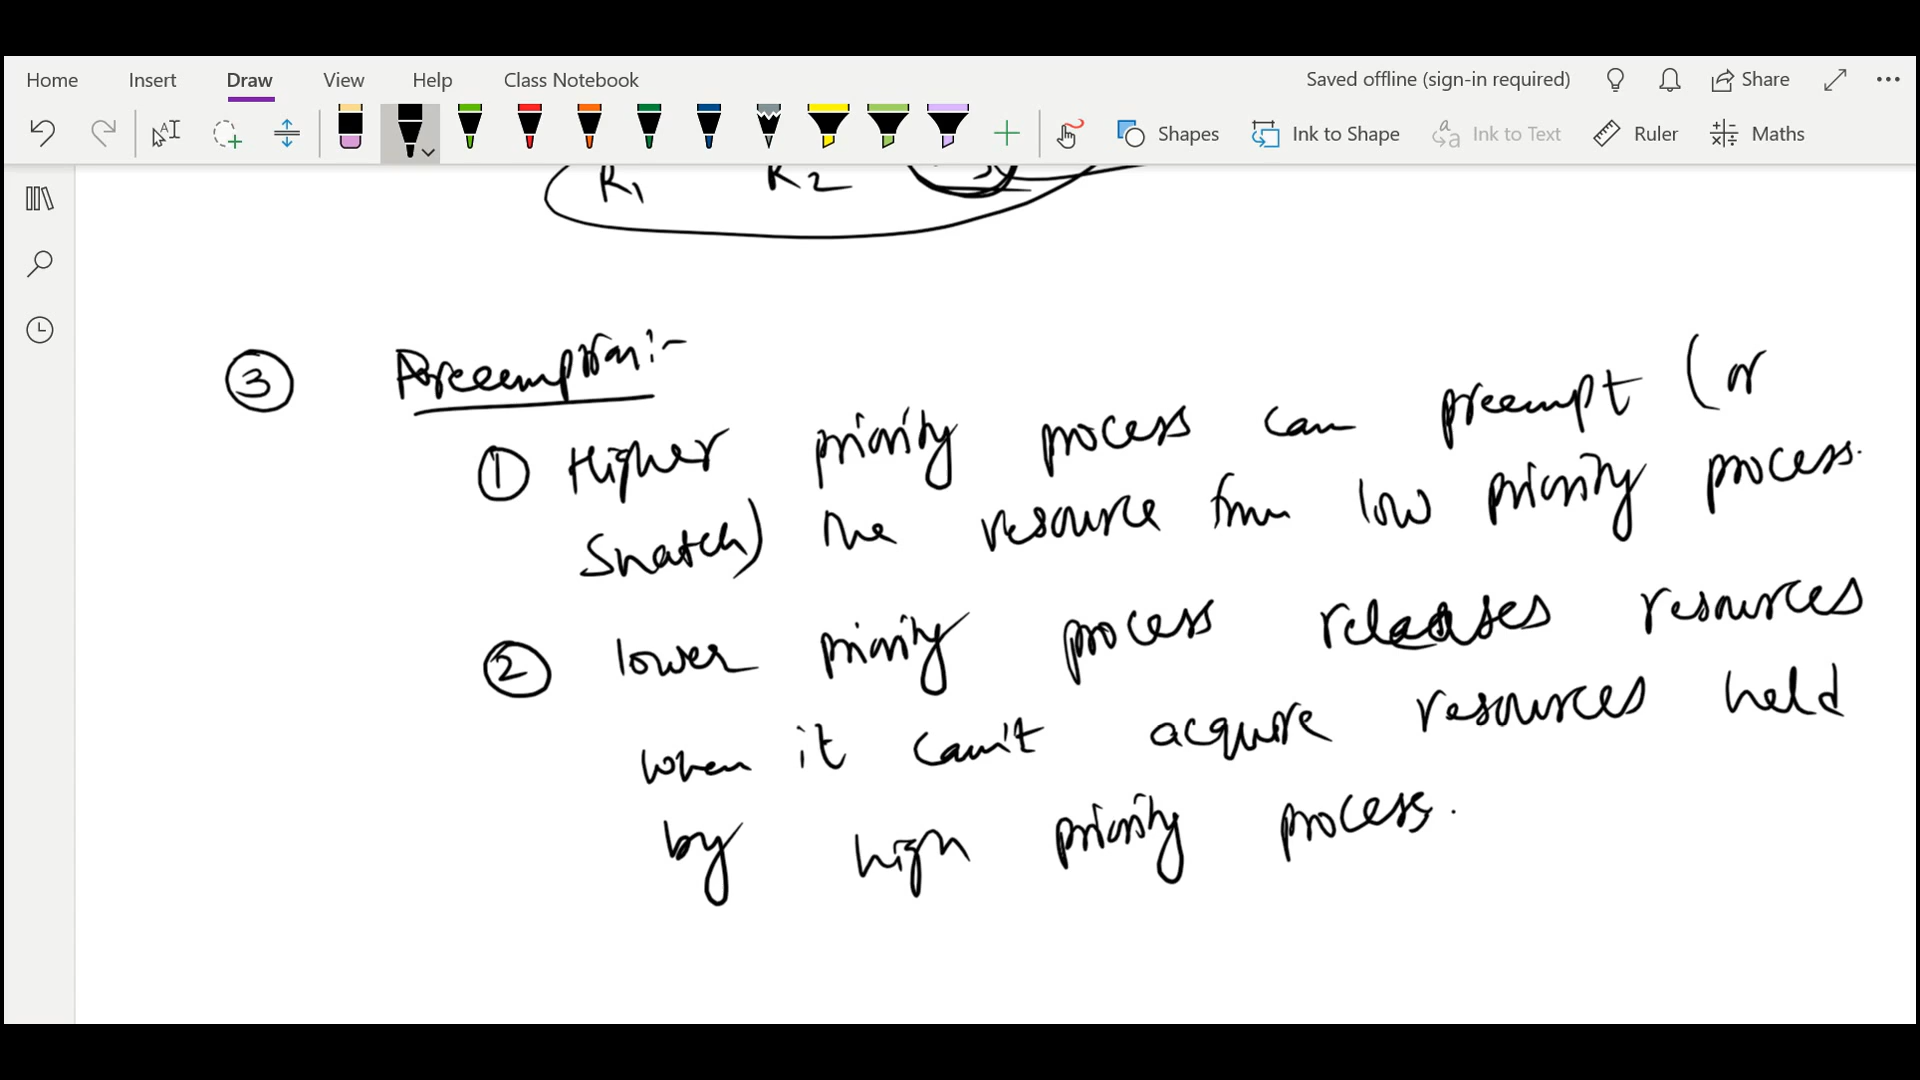 Home Insert Draw View Help Class Notebook Saved offline (sign-in required) Share
Shapes Ink to Shape Ink to Text Ruler Maths
R1 R2
3 Preemption:-
1 Higher priority process can preempt (or
snatch) the resource from low priority process.
2 lower priority process releases resources
when it can't acquire resources held
by high priority process.